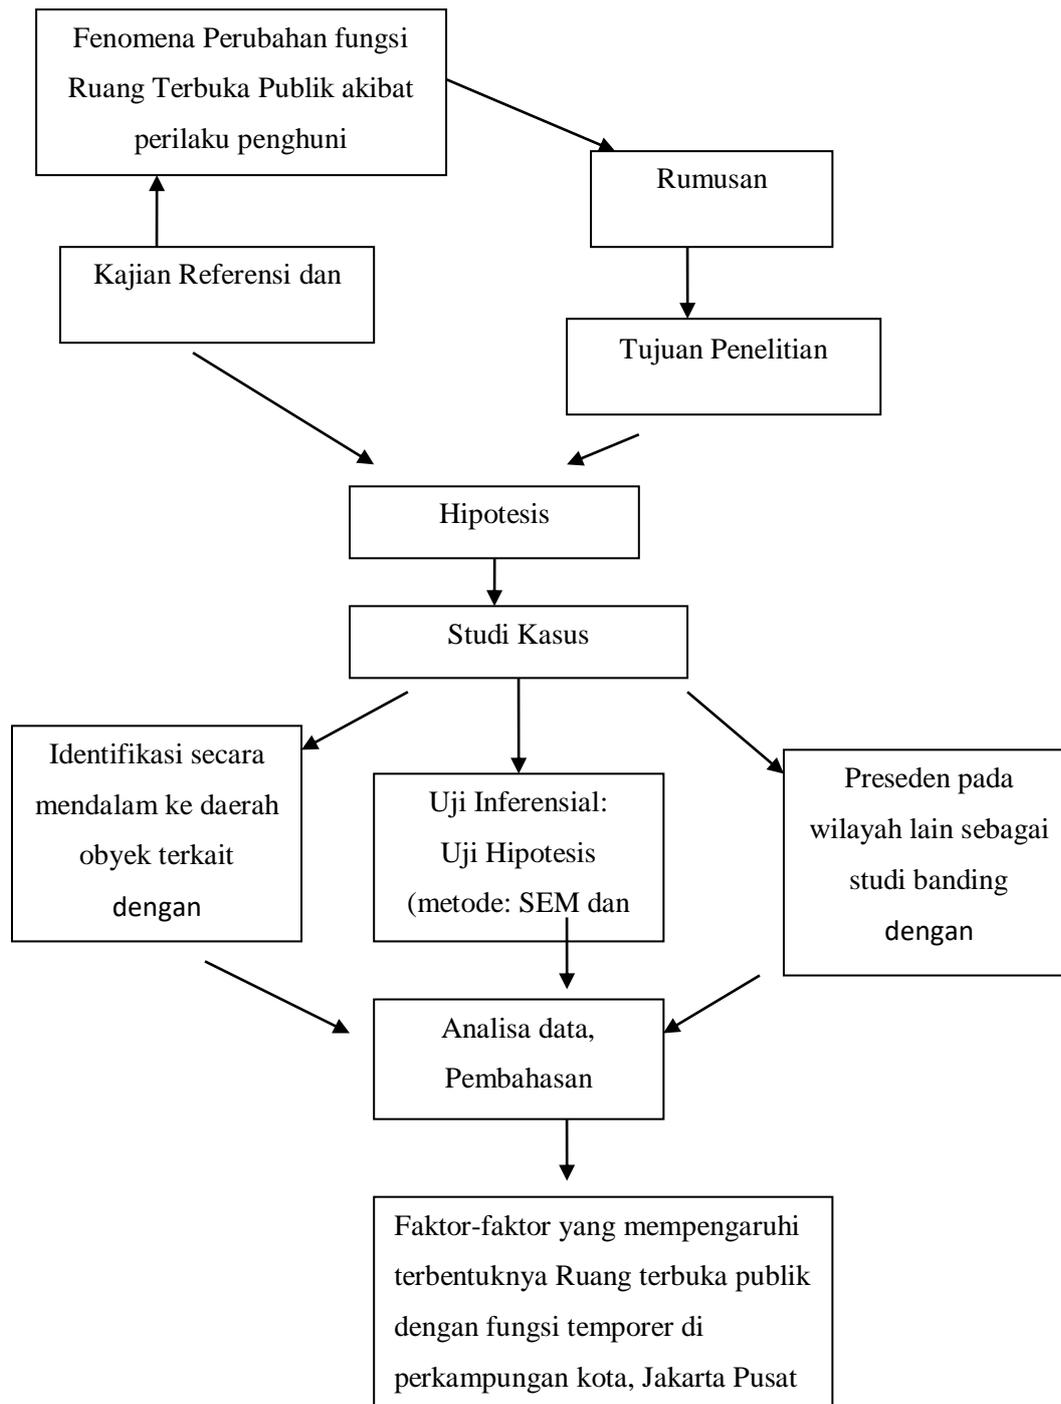 Fenomena Perubahan fungsi
Ruang Terbuka Publik akibat
perilaku penghuni
Rumusan
Kajian Referensi dan
Tujuan Penelitian
Hipotesis
Studi Kasus
Identifikasi secara
mendalam ke daerah
obyek terkait
dengan
Uji Inferensial:
Uji Hipotesis
(metode: SEM dan
Preseden pada
wilayah lain sebagai
studi banding
dengan
Analisa data,
Pembahasan
Faktor-faktor yang mempengaruhi
terbentuknya Ruang terbuka publik
dengan fungsi temporer di
perkampungan kota, Jakarta Pusat